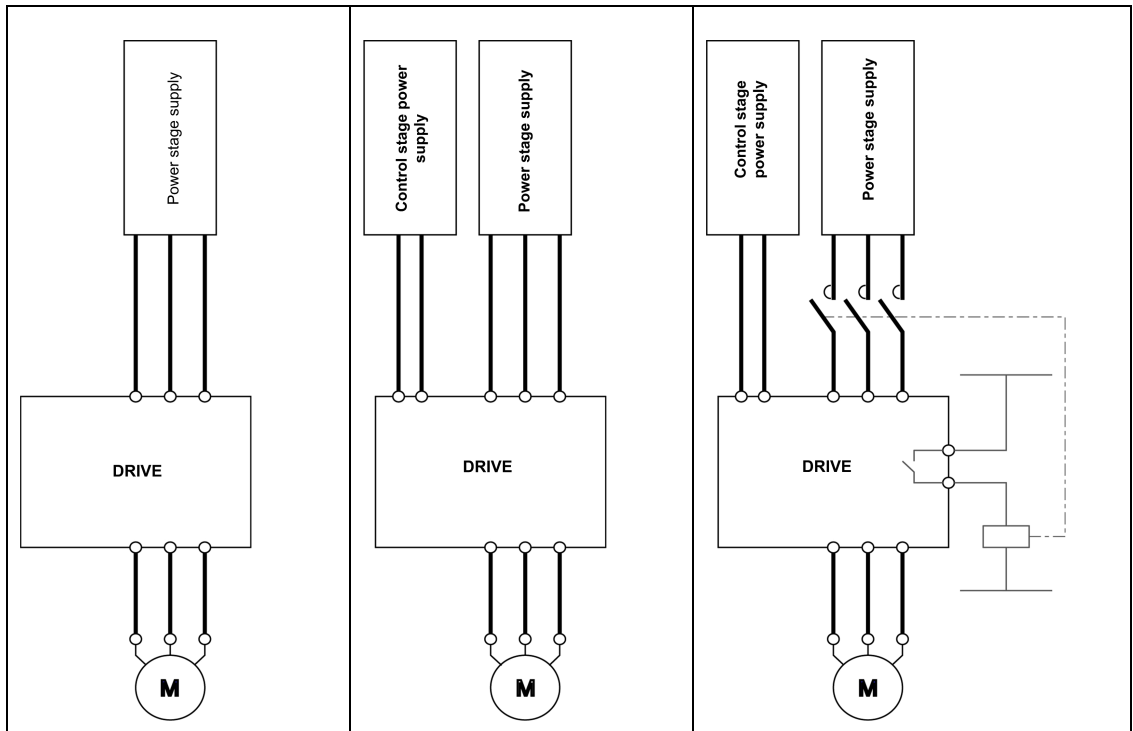 Power stage supply
DRIVE
M
Control stage power
supply
Power stage supply
DRIVE
M
Control stage
power supply
Power stage supply
DRIVE
M